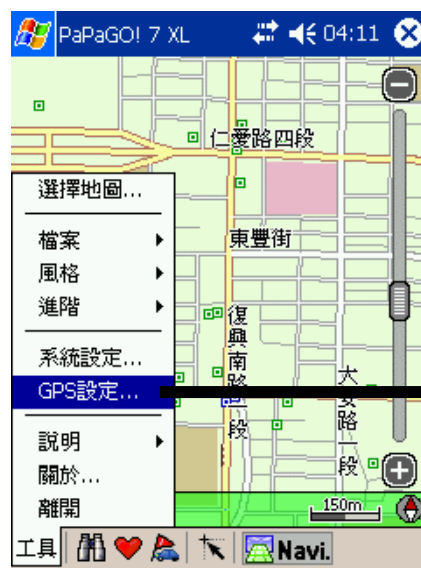 PaPaGO! 7 XL 04:11
仁愛路四段
選擇地圖...
檔案
東豐街
風格
進階
復興南路
段
系統設定...
GPS設定...
大安路一段
說明
關於...
離開
150m
工具 Navi.